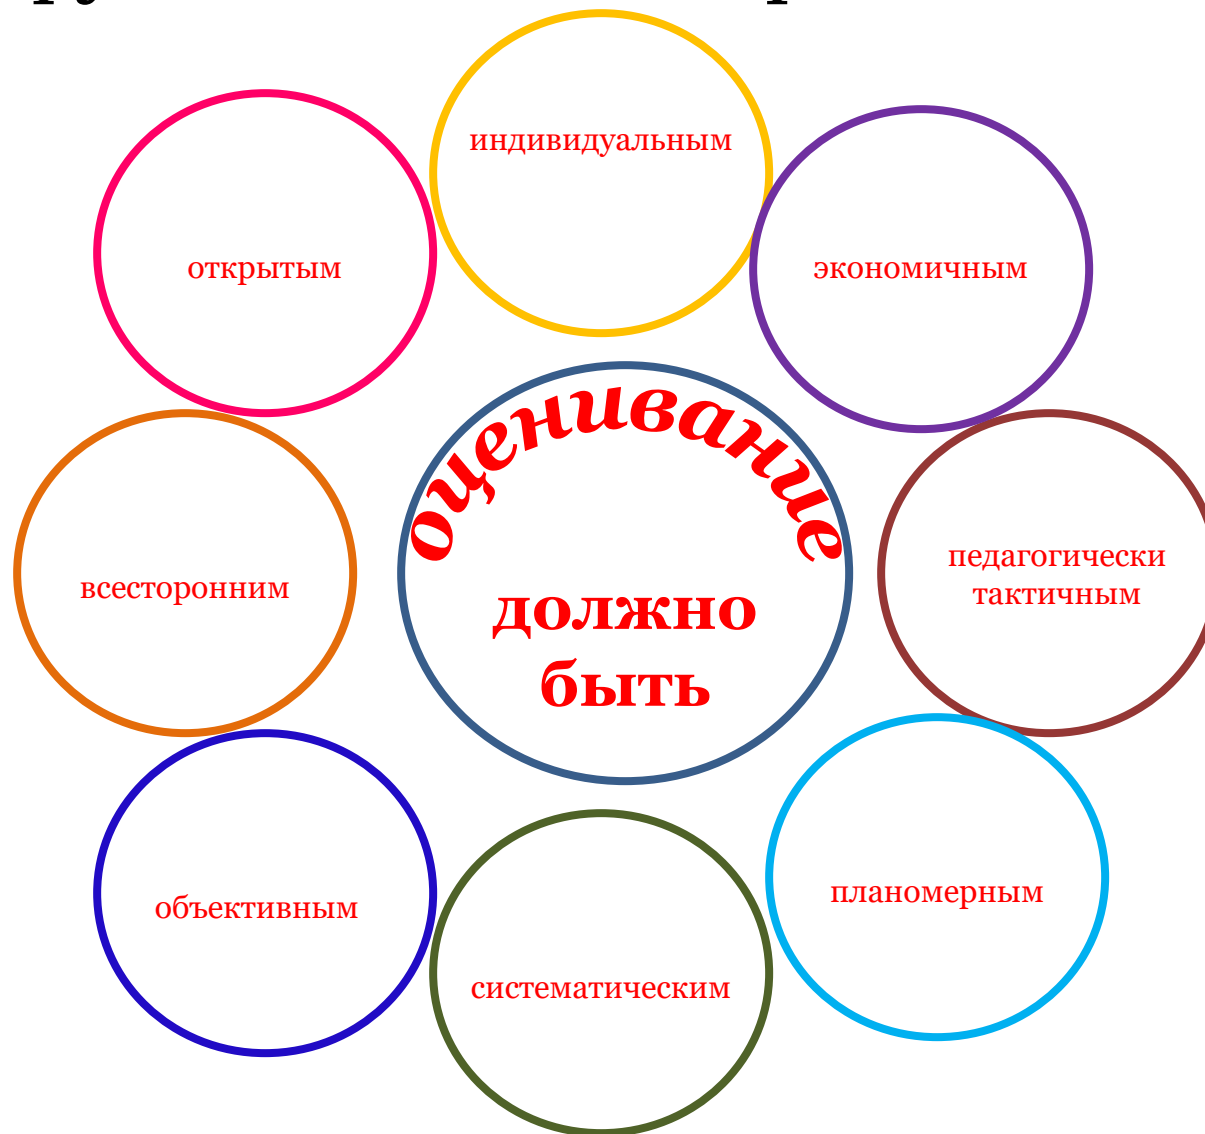 индивидуальным
открытым
экономичным
оценивание
должно
быть
всесторонним
педагогически
тактичным
объективным
планомерным
систематическим